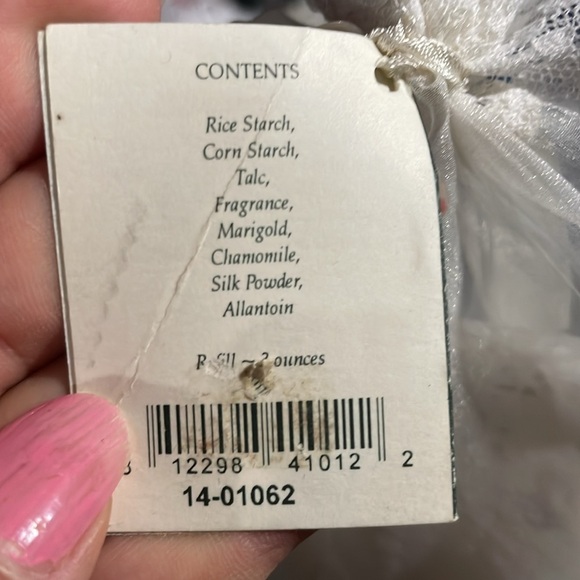 CONTENTS
Rice Starch,
Corn Starch,
Talc,
Fragrance,
Marigold,
Chamomile,
Silk Powder,
Allantoin
~ ounces
12298 41012 2
14-01062